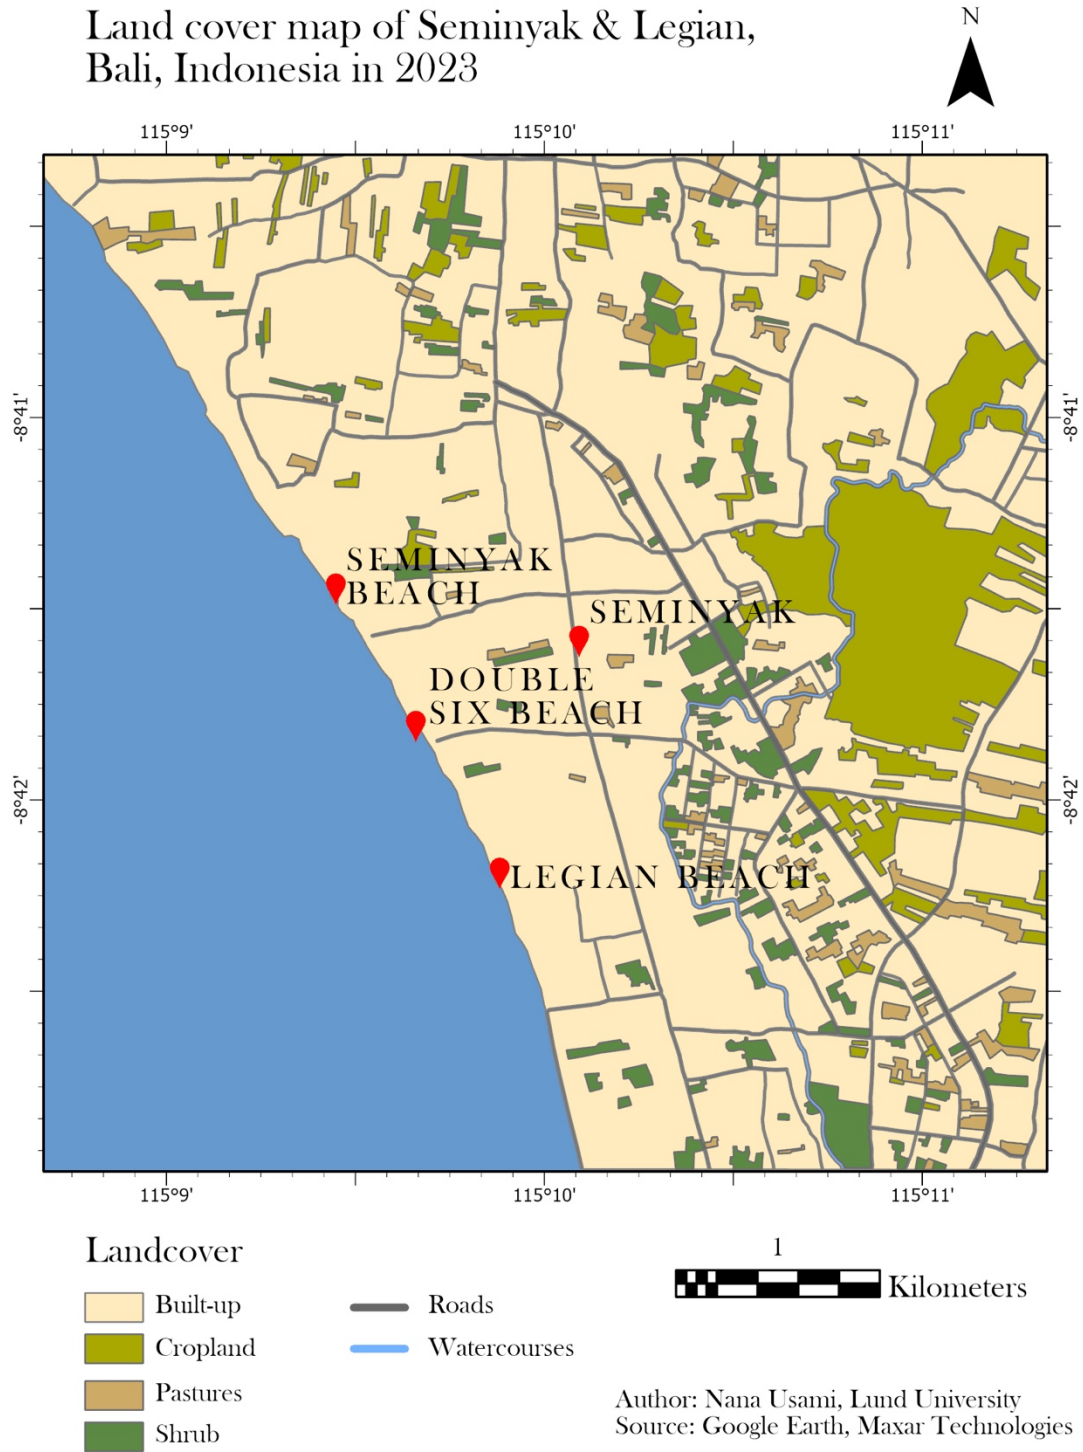 Land cover map of Seminyak & Legian,
Bali, Indonesia in 2023
N
115°9'
115°10'
115°11'
-8°41'
-8°41'
SEMINYAK
BEACH
SEMINYAK
DOUBLE
SIX BEACH
-8°42'
-8°42'
LEGIAN BEACH
115°9'
115°10'
115°11'
Landcover
Built-up
Cropland
Pastures
Shrub
Roads
Watercourses
1
Kilometers
Author: Nana Usami, Lund University
Source: Google Earth, Maxar Technologies